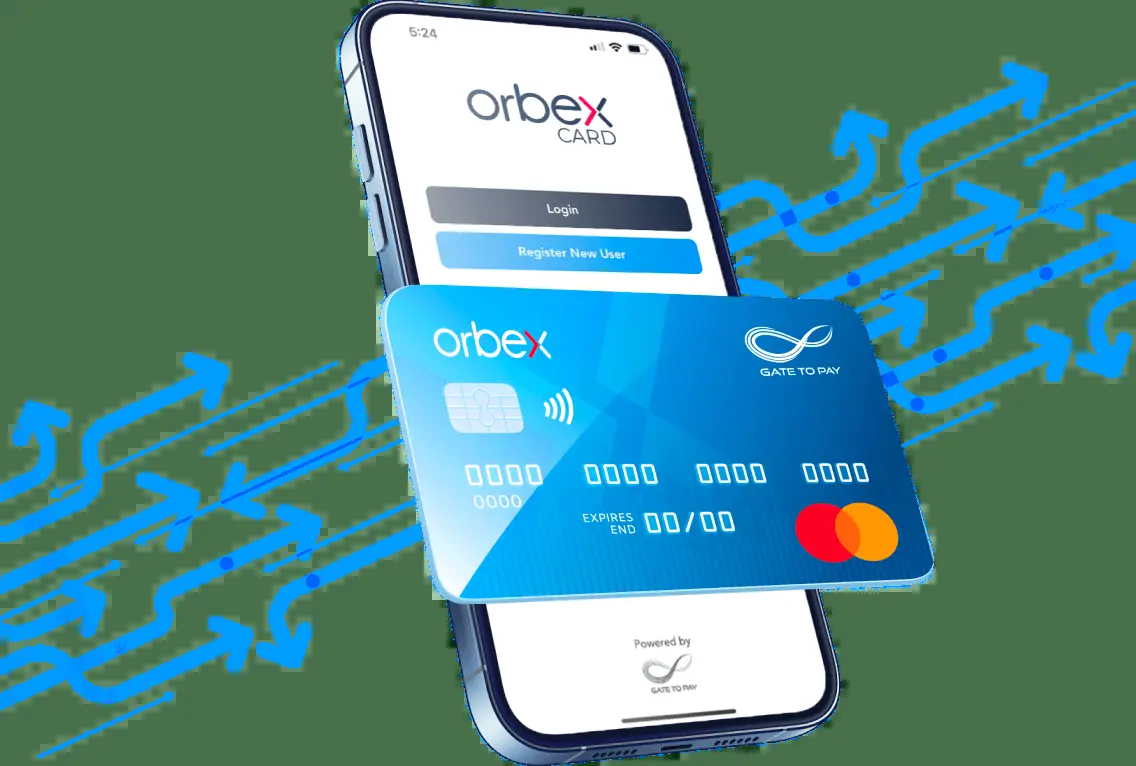 5:24
orbex
CARD
Login
Register New User
orbex
GATE TO PAY
0000 0000 0000 0000
0000
EXPIRES
END 00/00
Powered by
GATE TO PAY